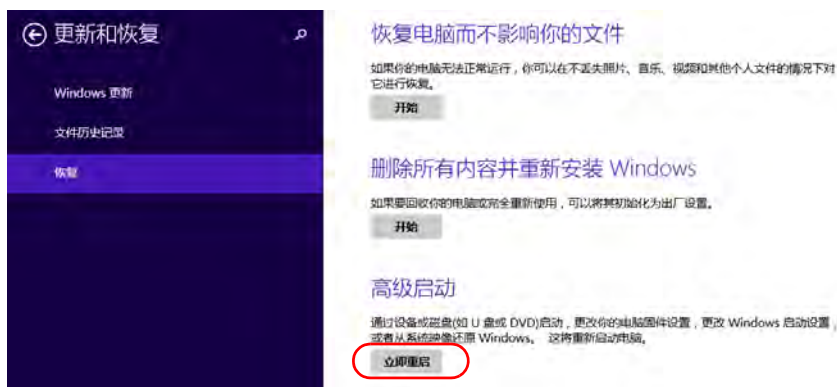 更新和恢复
Windows 更新
文件历史记录
恢复
恢复电脑而不影响你的文件
如果你的电脑无法正常运行，你可以在不丢失照片、音乐、视频和其他个人文件的情况下对
它进行恢复。
开始
删除所有内容并重新安装 Windows
如果要回收你的电脑或完全重新使用，可以将其初始化为出厂设置。
开始
高级启动
通过设备或磁盘(如 U 盘或 DVD)启动，更改你的电脑固件设置，更改 Windows 启动设置，
或者从系统映像还原 Windows。 这将重新启动电脑。
立即重启